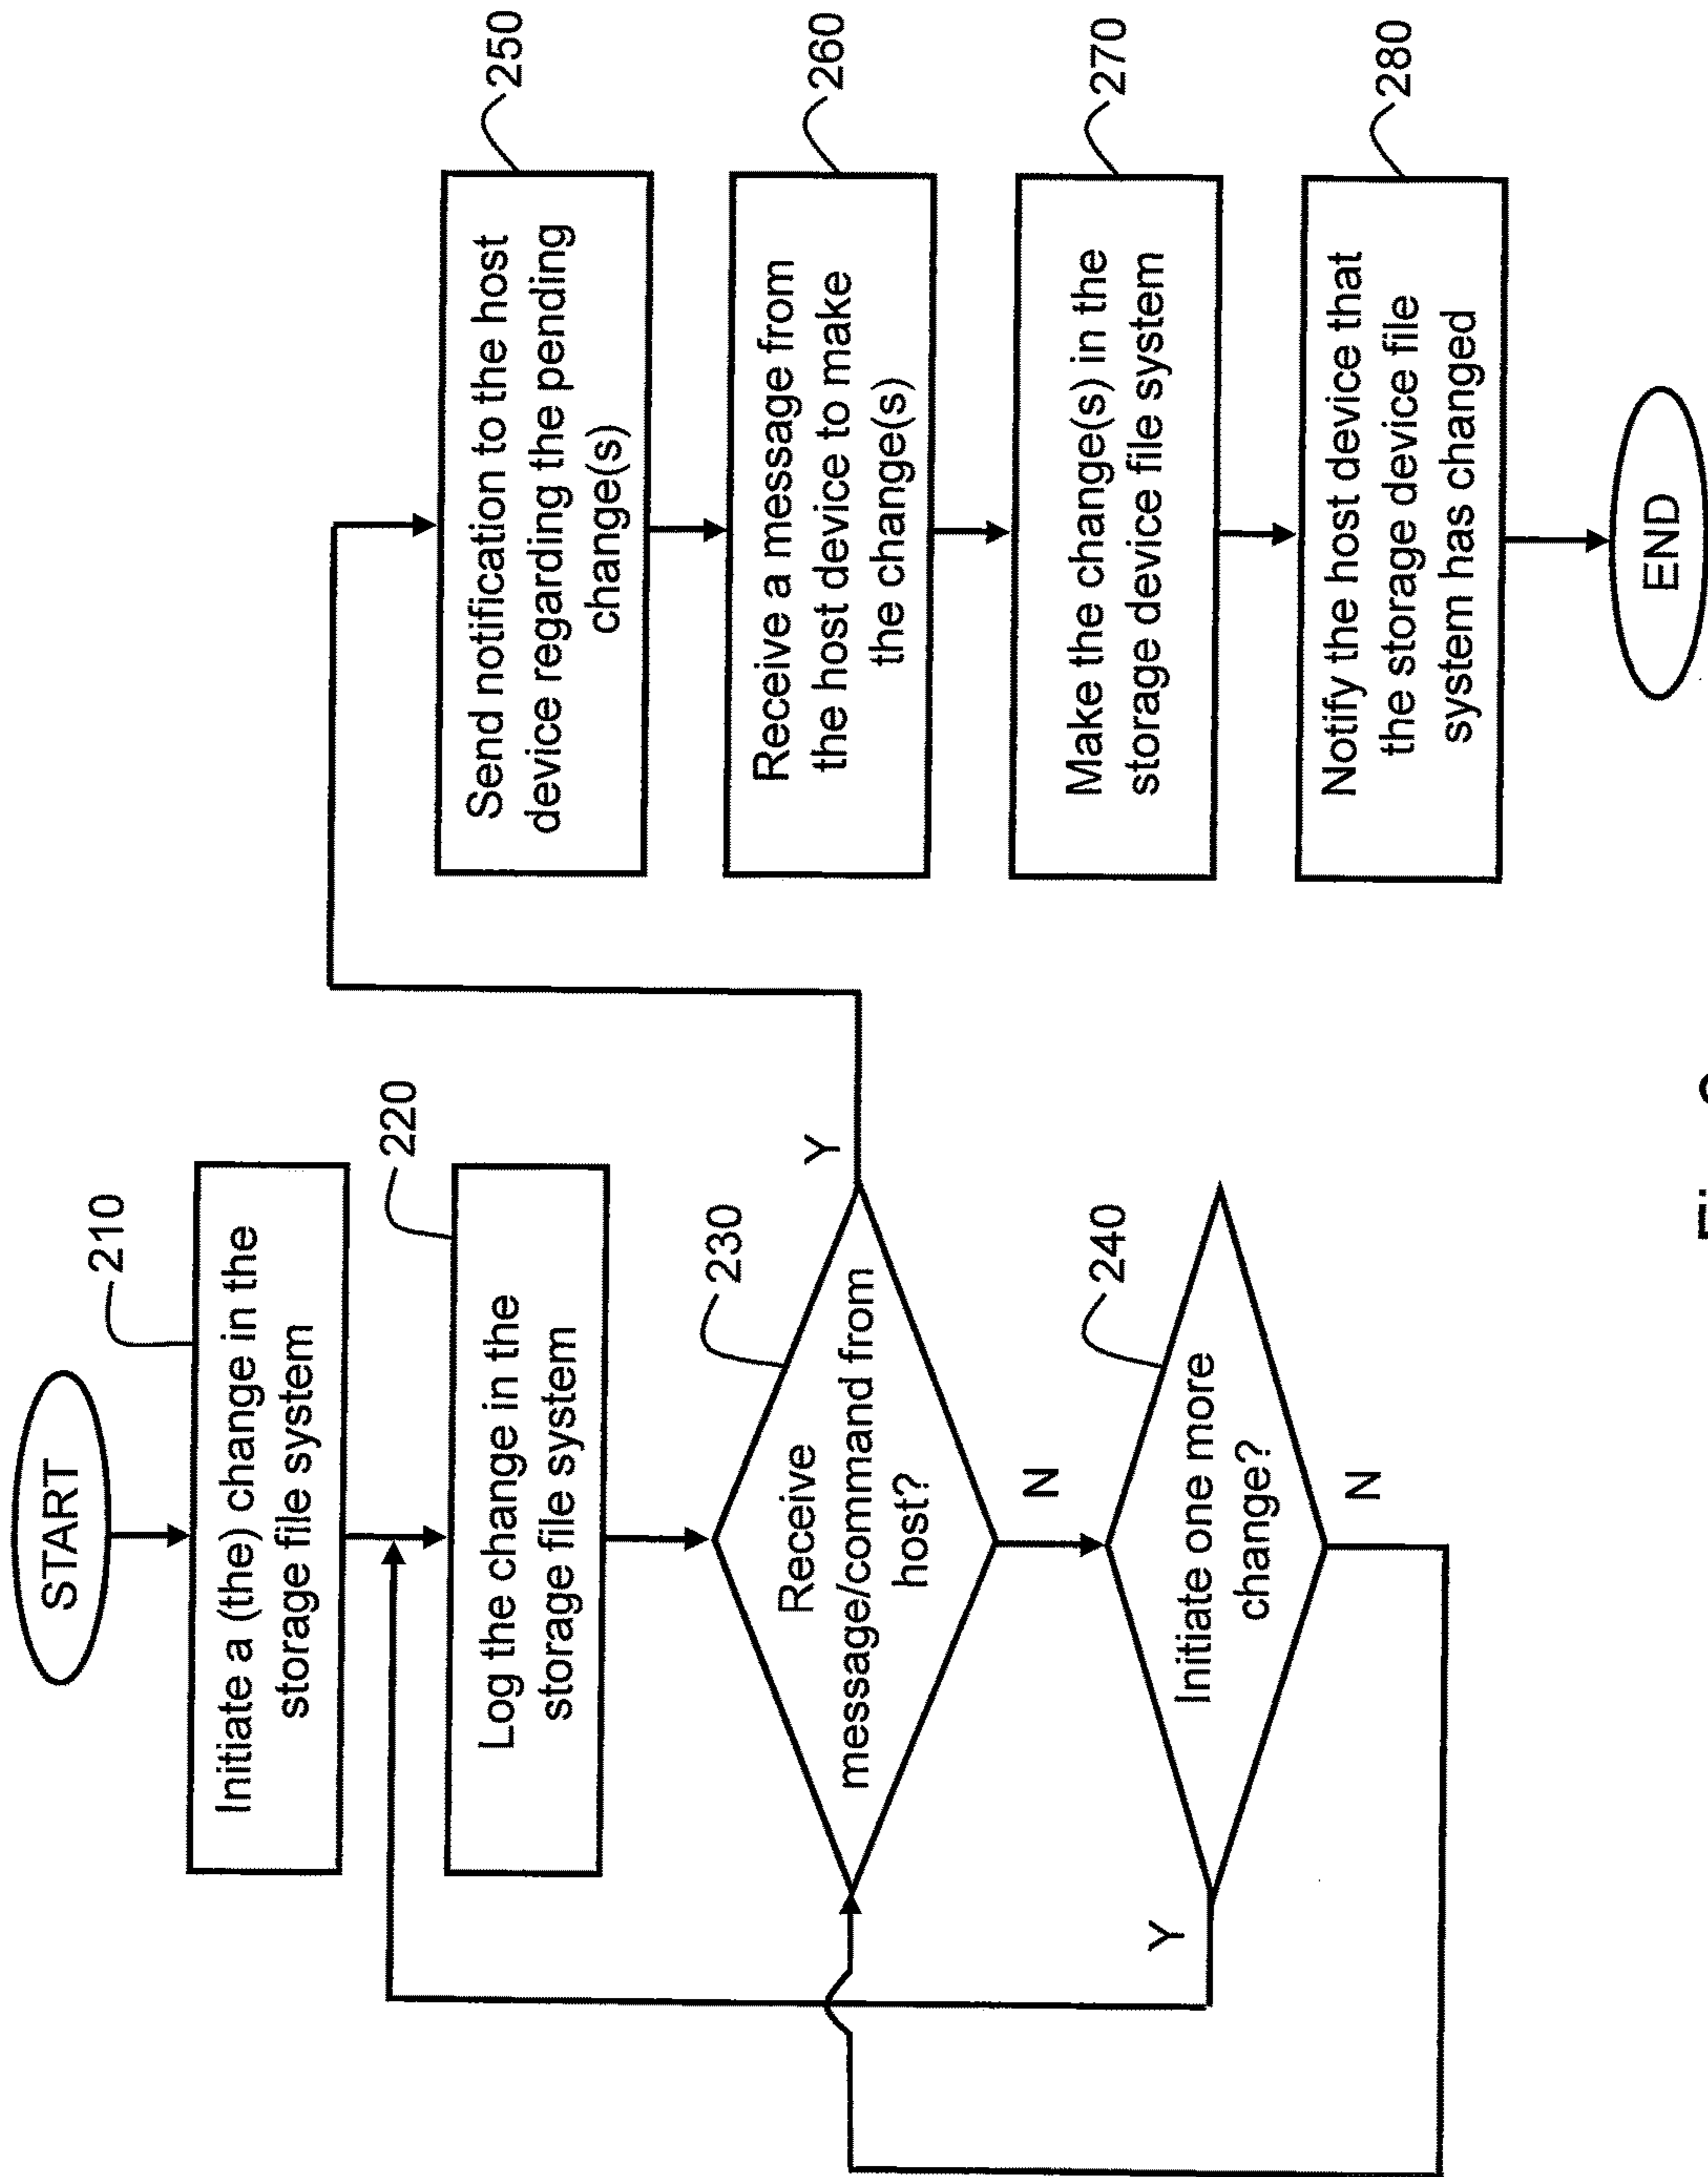 START
210
Initiate a (the) change in the
storage file system
220
Log the change in the
storage file system
230
Receive
message/command from
host?
Y
N
240
Initiate one more
change?
Y
N
250
Send notification to the host
device regarding the pending
change(s)
260
Receive a message from
the host device to make
the change(s)
270
Make the change(s) in the
storage device file system
280
Notify the host device that
the storage device file
system has changed
END